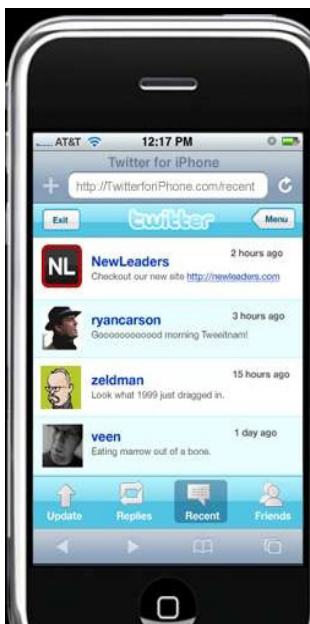 AT&T 12:17 PM
Twitter for iPhone
http://TwitterforiPhone.com/recent
Exit twitter Menu
NL NewLeaders 2 hours ago
Checkout our new site http://newleaders.com
ryancarson 3 hours ago
Gooooooooood morning Tweeitnam!
zeldman 15 hours ago
Look what 1999 just dragged in.
veen 1 day ago
Eating marrow out of a bone.
Update Replies Recent Friends